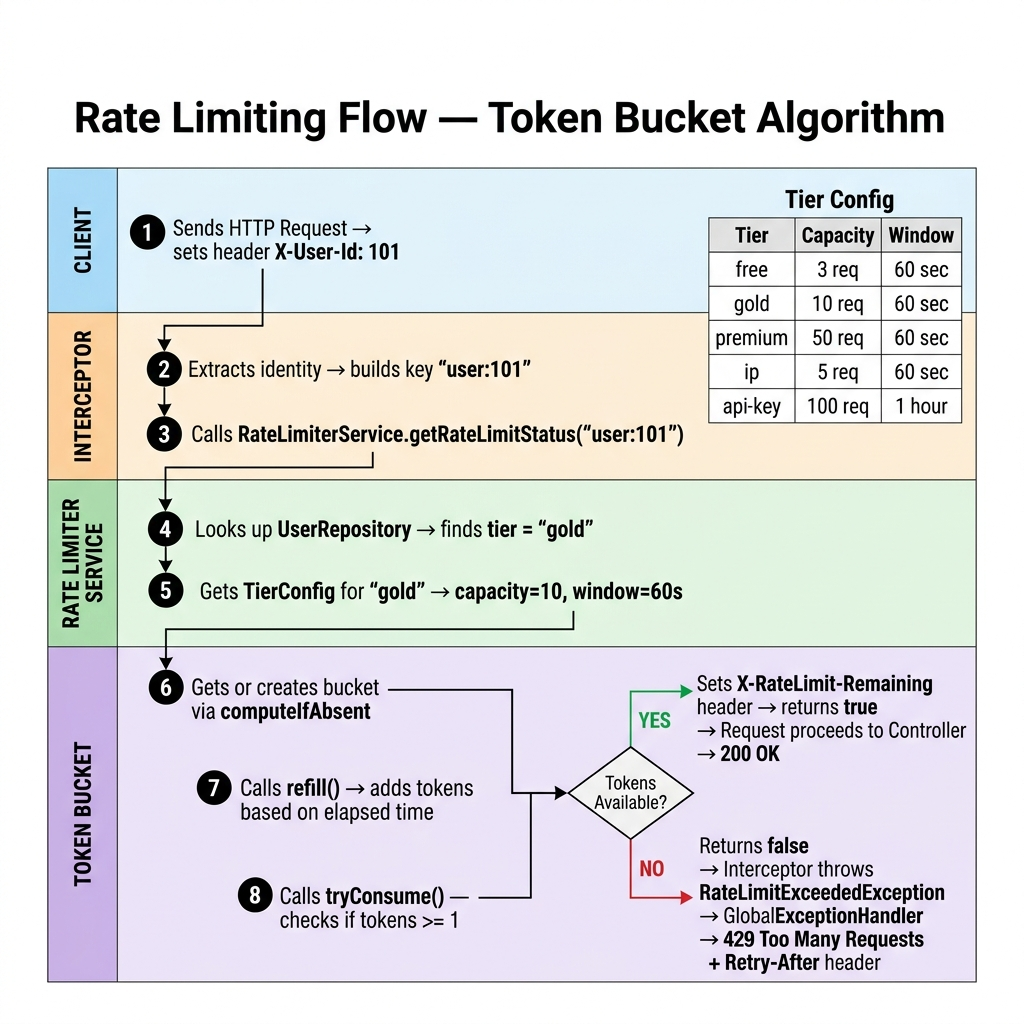 Rate Limiting Flow — Token Bucket Algorithm
CLIENT
1
Sends HTTP Request →
sets header X-User-Id: 101
Tier Config
Tier Capacity Window
free 3 req 60 sec
gold 10 req 60 sec
premium 50 req 60 sec
ip 5 req 60 sec
api-key 100 req 1 hour
INTERCEPTOR
2 Extracts identity → builds key “user:101”
3 Calls RateLimiterService.getRateLimitStatus(“user:101”)
RATE LIMITER
SERVICE
4 Looks up UserRepository → finds tier = “gold”
5 Gets TierConfig for “gold” → capacity=10, window=60s
TOKEN BUCKET
6 Gets or creates bucket
via computeIfAbsent
7 Calls refill() → adds tokens
based on elapsed time
8 Calls tryConsume() —
checks if tokens >= 1
Tokens
Available?
YES
Sets X-RateLimit-Remaining
header → returns true
→ Request proceeds to Controller
→ 200 OK
NO
Returns false
→ Interceptor throws
RateLimitExceededException
→ GlobalExceptionHandler
→ 429 Too Many Requests
+ Retry-After header